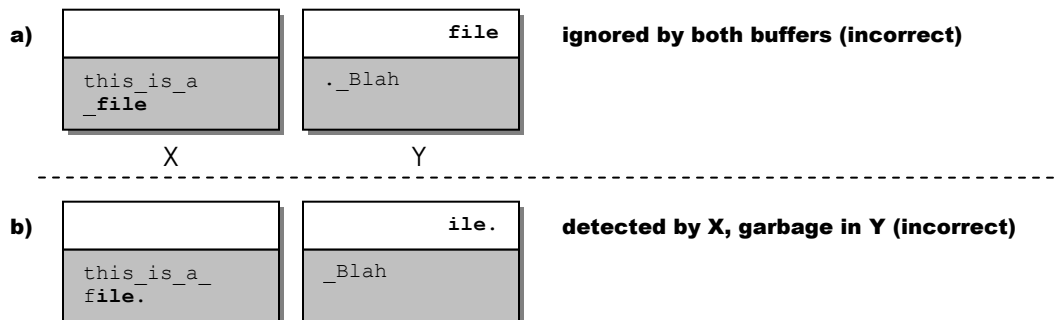 a) file ignored by both buffers (incorrect)
this_is_a ._Blah
_file
X Y
b) ile. detected by X, garbage in Y (incorrect)
this_is_a_ _Blah
file.